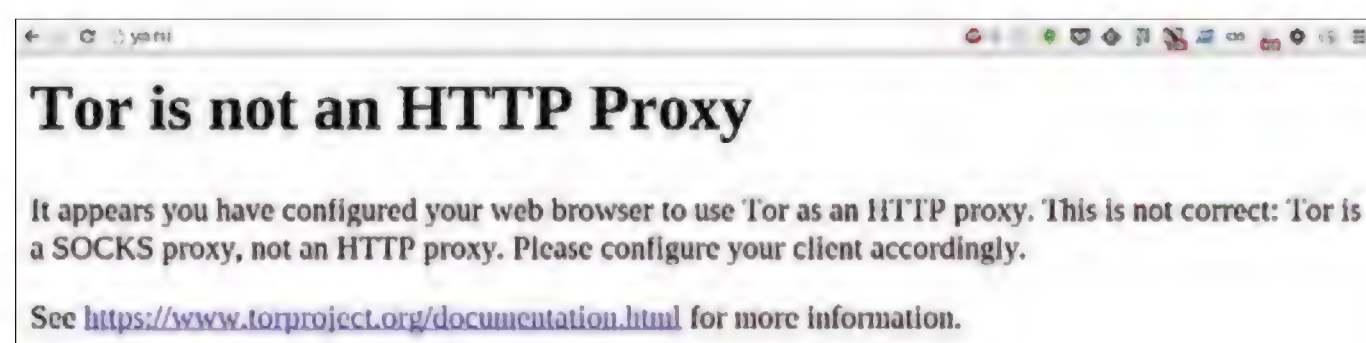 Tor is not an HTTP Proxy
It appears you have configured your web browser to use Tor as an HTTP proxy. This is not correct: Tor is
a SOCKS proxy, not an HTTP proxy. Please configure your client accordingly.
See https://www.torproject.org/documentation.html for more information.